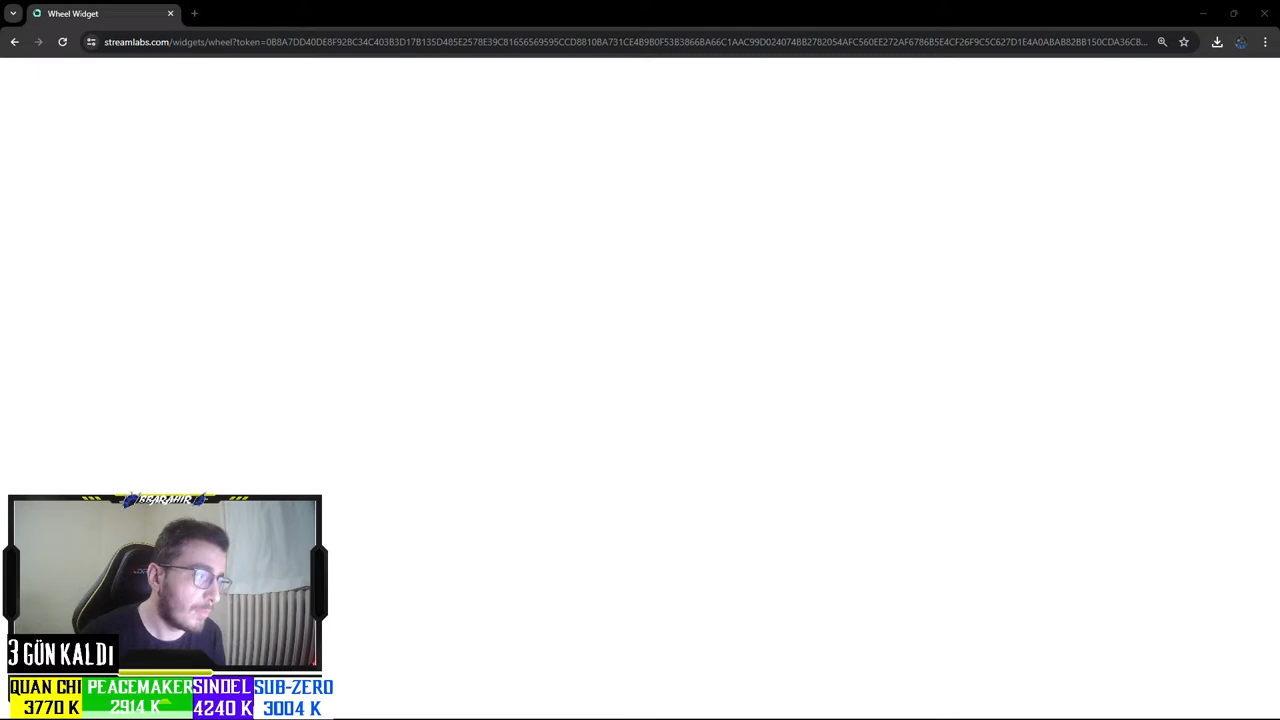 Wheel Widget
streamlabs.com/widgets/wheel?token=0B8A7DD40DE8F92BC34C403B3D17B135D485E2578E39C81656569595CCD8810BA731CE4B9B0F53B3866BA66C1AAC99D024074BB2782054AFC560EE272AF6786B5E4CF26F9C5C627D1E4A0ABAB82BB150CDA36CB...
BBARAHIR
3 GÜN KALDI
QUAN CHI PEACEMAKER SINDEL SUB-ZERO
3770 K 2914 K 4240 K 3004 K